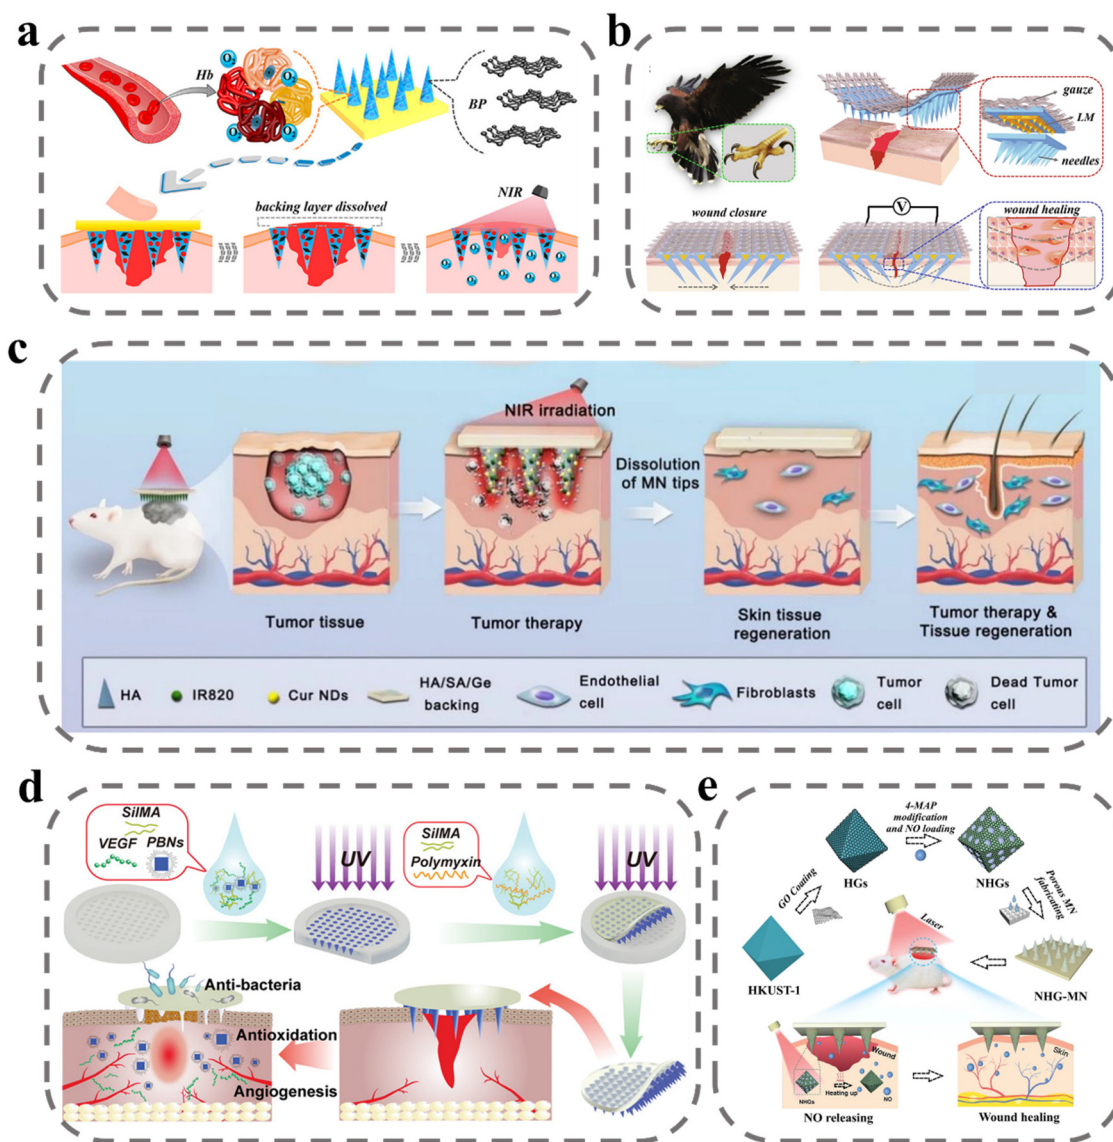 a
Hb
O₂
O₂
O₂
O₂
BP
NIR
backing layer dissolved
b
gauze
LM
needles
wound closure
V
wound healing
c
NIR irradiation
Dissolution
of MN tips
Tumor tissue
Tumor therapy
Skin tissue
regeneration
Tumor therapy &
Tissue regeneration
HA
IR820
Cur NDs
HA/SA/Ge
backing
Endothelial
cell
Fibroblasts
Tumor
cell
Dead Tumor
cell
d
SilMA
VEGF PBNs
UV
SilMA
Polymyxin
UV
Anti-bacteria
Antioxidation
Angiogenesis
e
4-MAP
modification
and NO loading
HGs
NHGs
GO Coating
Porous MN
fabricating
Laser
HKUST-1
NHG-MN
Wound
Heating up
NHGs
NO
Skin
NO releasing
Wound healing